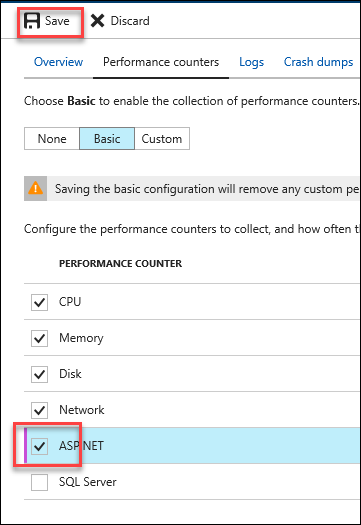 Save Discard
Overview Performance counters Logs Crash dumps
Choose Basic to enable the collection of performance counters.
None Basic Custom
Saving the basic configuration will remove any custom pe
Configure the performance counters to collect, and how often th
PERFORMANCE COUNTER
CPU
Memory
Disk
Network
ASP.NET
SQL Server